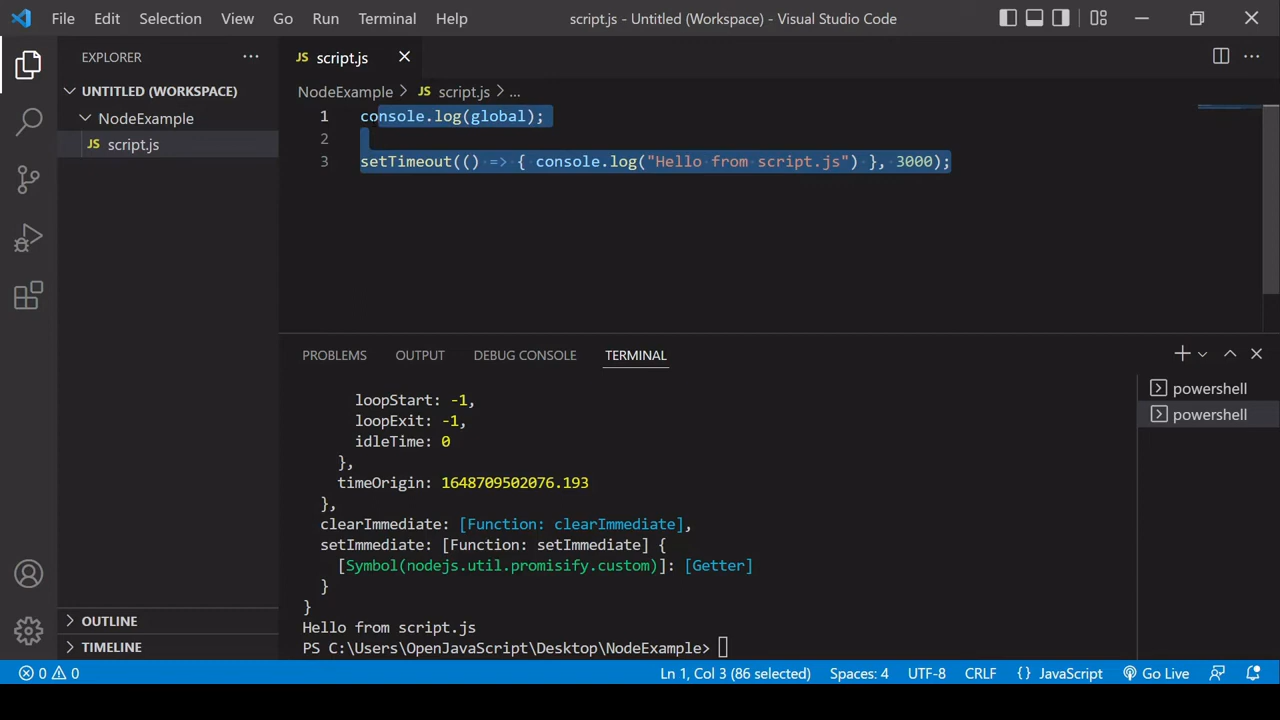 File Edit Selection View Go Run Terminal Help script.js - Untitled (Workspace) - Visual Studio Code
EXPLORER ···
UNTITLED (WORKSPACE)
NodeExample
JS script.js
OUTLINE
TIMELINE
JS script.js
NodeExample > JS script.js > ...
1 console.log(global);
2
3 setTimeout(() => { console.log("Hello from script.js") }, 3000);
PROBLEMS OUTPUT DEBUG CONSOLE TERMINAL
loopStart: -1,
loopExit: -1,
idleTime: 0
},
timeOrigin: 1648709502076.193
},
clearImmediate: [Function: clearImmediate],
setImmediate: [Function: setImmediate] {
[Symbol(nodejs.util.promisify.custom)]: [Getter]
}
}
Hello from script.js
PS C:\Users\OpenJavaScript\Desktop\NodeExample>
powershell
powershell
0 0 Ln 1, Col 3 (86 selected) Spaces: 4 UTF-8 CRLF {} JavaScript Go Live